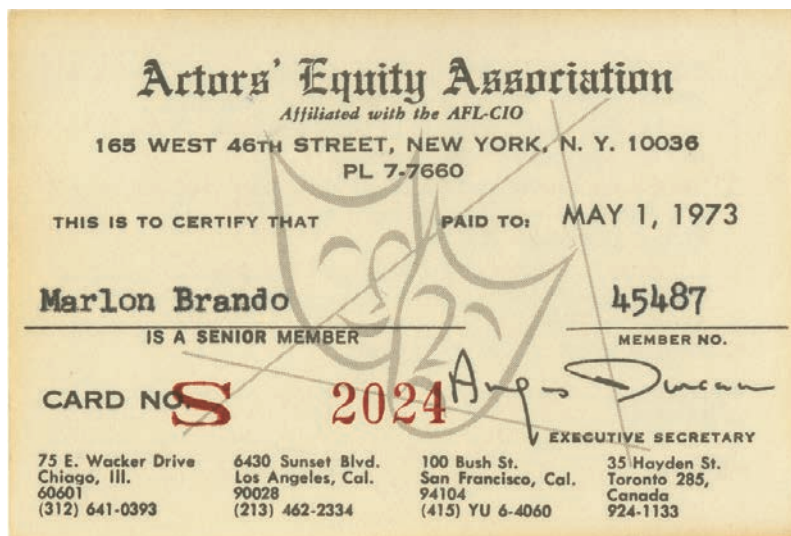 Actors' Equity Association
Affiliated with the AFL-CIO
165 WEST 46TH STREET, NEW YORK, N. Y. 10036
PL 7-7660
THIS IS TO CERTIFY THAT PAID TO: MAY 1, 1973
Marlon Brando 45487
IS A SENIOR MEMBER MEMBER NO.
CARD NO. S 2024 Angus Duncan
EXECUTIVE SECRETARY
75 E. Wacker Drive 6430 Sunset Blvd. 100 Bush St. 35 Hayden St.
Chiago, Ill. Los Angeles, Cal. San Francisco, Cal. Toronto 285,
60601 90028 94104 Canada
(312) 641-0393 (213) 462-2334 (415) YU 6-4060 924-1133